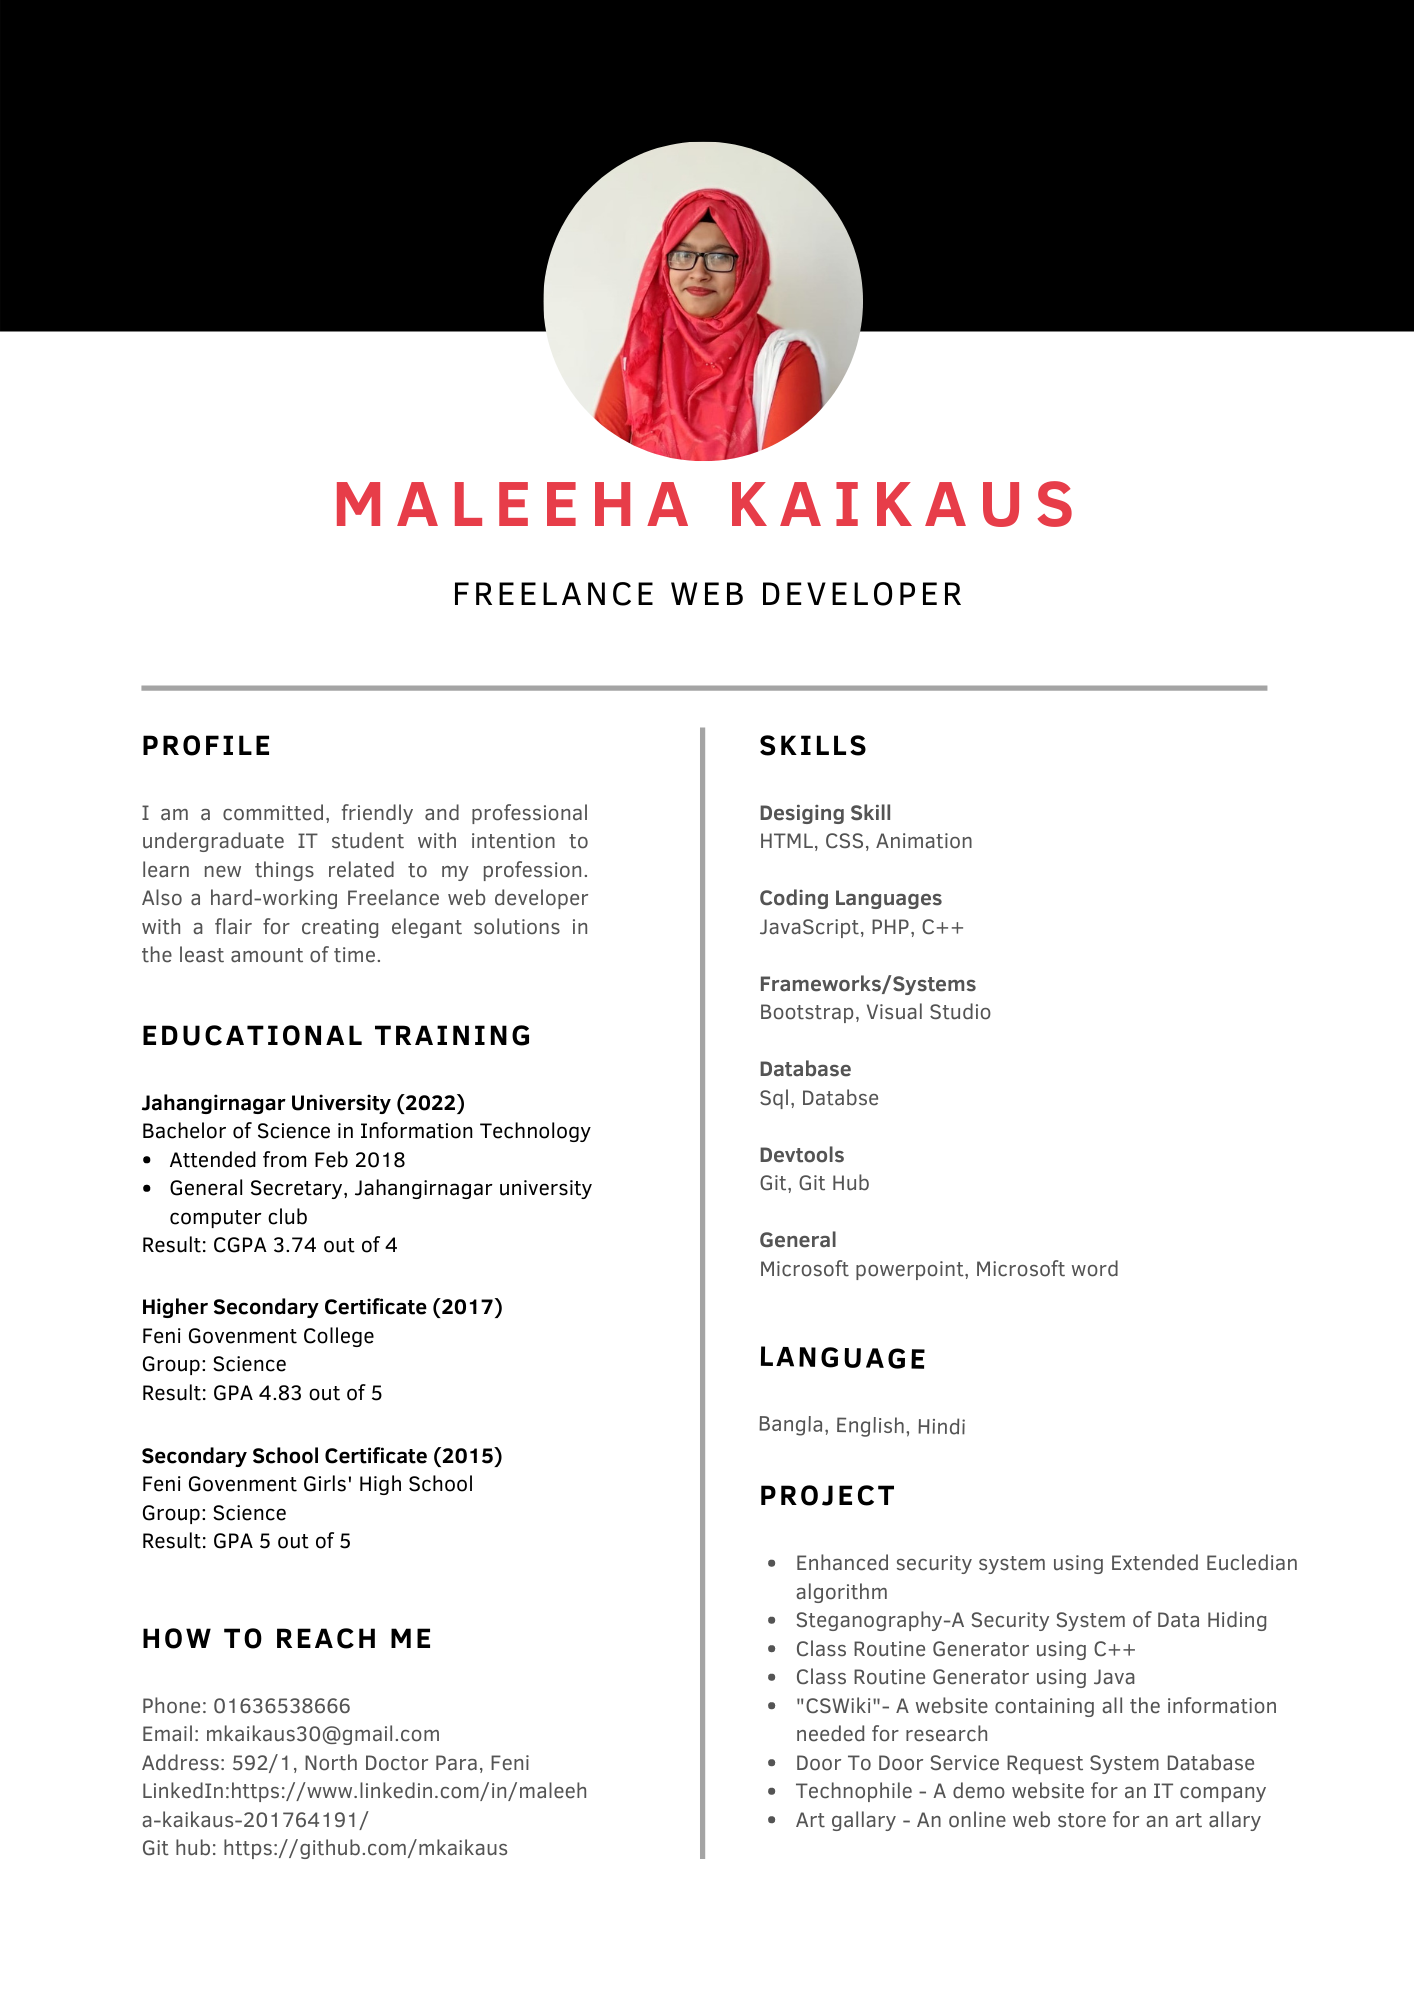 MALEEHA KAIKAUS
FREELANCE WEB DEVELOPER
PROFILE
I am a committed, friendly and professional
undergraduate IT student with intention to
learn new things related to my profession.
Also a hard-working Freelance web developer
with a flair for creating elegant solutions in
the least amount of time.
EDUCATIONAL TRAINING
Jahangirnagar University (2022)
Bachelor of Science in Information Technology
• Attended from Feb 2018
• General Secretary, Jahangirnagar university
computer club
Result: CGPA 3.74 out of 4
Higher Secondary Certificate (2017)
Feni Govenment College
Group: Science
Result: GPA 4.83 out of 5
Secondary School Certificate (2015)
Feni Govenment Girls' High School
Group: Science
Result: GPA 5 out of 5
HOW TO REACH ME
Phone: 01636538666
Email: mkaikaus30@gmail.com
Address: 592/1, North Doctor Para, Feni
LinkedIn:https://www.linkedin.com/in/maleeh
a-kaikaus-201764191/
Git hub: https://github.com/mkaikaus
SKILLS
Desiging Skill
HTML, CSS, Animation
Coding Languages
JavaScript, PHP, C++
Frameworks/Systems
Bootstrap, Visual Studio
Database
Sql, Databse
Devtools
Git, Git Hub
General
Microsoft powerpoint, Microsoft word
LANGUAGE
Bangla, English, Hindi
PROJECT
• Enhanced security system using Extended Eucledian
algorithm
• Steganography-A Security System of Data Hiding
• Class Routine Generator using C++
• Class Routine Generator using Java
• "CSWiki"- A website containing all the information
needed for research
• Door To Door Service Request System Database
• Technophile - A demo website for an IT company
• Art gallary - An online web store for an art allary